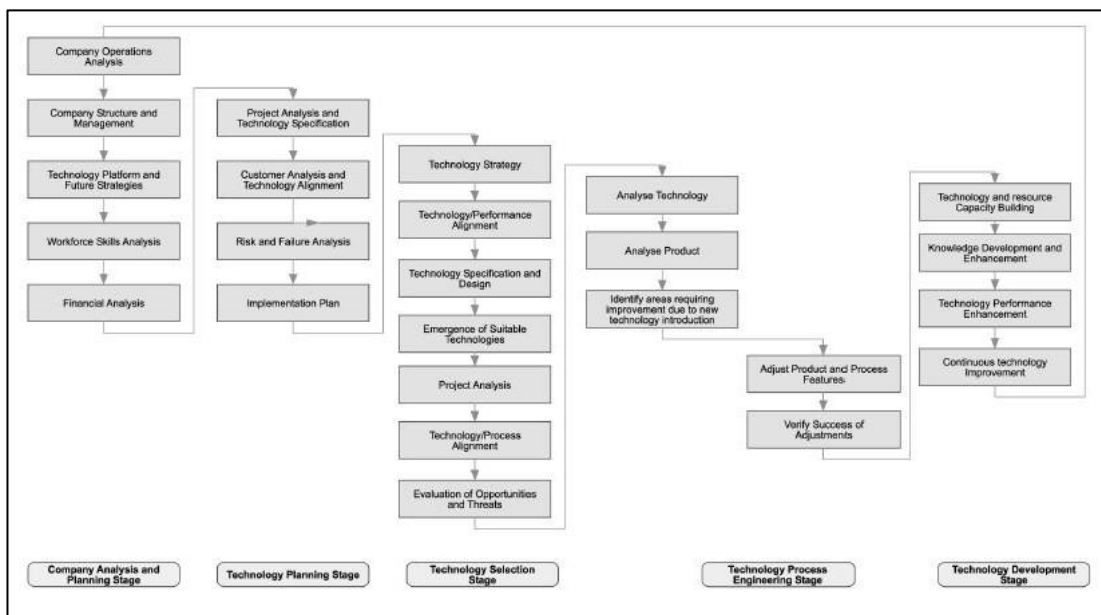 Company Operations
Analysis
Company Structure and
Management
Technology Platform and
Future Strategies
Workforce Skills Analysis
Financial Analysis
Project Analysis and
Technology Specification
Customer Analysis and
Technology Alignment
Risk and Failure Analysis
Implementation Plan
Technology Strategy
Technology/Performance
Alignment
Technology Specification and
Design
Emergence of Suitable
Technologies
Project Analysis
Technology/Process
Alignment
Evaluation of Opportunities
and Threats
Analyse Technology
Analyse Product
Identify areas requiring
improvement due to new
technology introduction
Adjust Product and Process
Features
Verify Success of
Adjustments
Technology and resource
Capacity Building
Knowledge Development and
Enhancement
Technology Performance
Enhancement
Continuous technology
Improvement
Company Analysis and
Planning Stage
Technology Planning Stage
Technology Selection
Stage
Technology Process
Engineering Stage
Technology Development
Stage